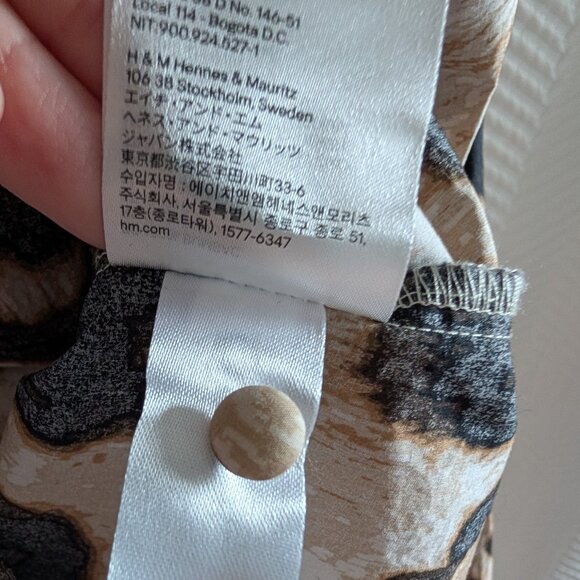 D No. 146-51
Local 114 - Bogota D.C.
NIT:900.924.527-1
H & M Hennes & Mauritz
106 38 Stockholm, Sweden
エイチ・アンド・エム
ヘネス・アンド・マウリッツ
ジャパン株式会社
東京都渋谷区宇田川町33-6
수입자명 : 에이치앤엠헤네스앤모리츠
주식회사, 서울특별시 종로구 종로 51,
17층(종로타워), 1577-6347
hm.com